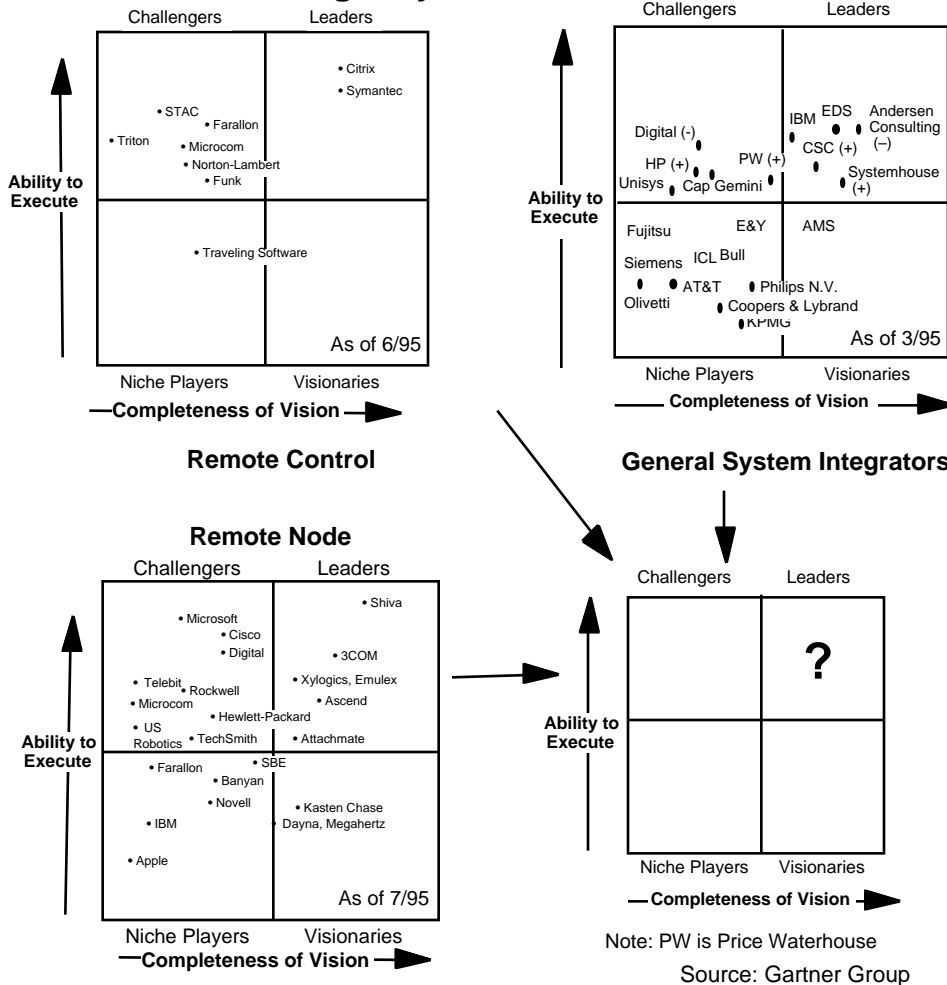 Challengers Leaders
• Citrix
• Symantec
• STAC
• Farallon
• Triton
• Microcom
• Norton-Lambert
• Funk
Ability to
Execute
• Traveling Software
As of 6/95
Niche Players Visionaries
Completeness of Vision
Remote Control
Challengers Leaders
IBM EDS Andersen
Consulting
(–)
Digital (-)
CSC (+)
HP (+)
PW (+)
Systemhouse
(+)
Unisys Cap Gemini
Ability to
Execute
Fujitsu E&Y AMS
ICL Bull
Siemens
AT&T Philips N.V.
Olivetti Coopers & Lybrand
KPMG
As of 3/95
Niche Players Visionaries
Completeness of Vision
General System Integrators
Remote Node
Challengers Leaders
• Shiva
• Microsoft
• Cisco
• Digital
• 3COM
• Telebit
• Rockwell
• Xylogics, Emulex
• Microcom
• Ascend
• Hewlett-Packard
• US
Robotics
• TechSmith
• Attachmate
Ability to
Execute
• Farallon
• SBE
• Banyan
• Novell
• Kasten Chase
• IBM
• Dayna, Megahertz
• Apple
As of 7/95
Niche Players Visionaries
Completeness of Vision
Challengers Leaders
?
Ability to
Execute
Niche Players Visionaries
Completeness of Vision
Note: PW is Price Waterhouse
Source: Gartner Group